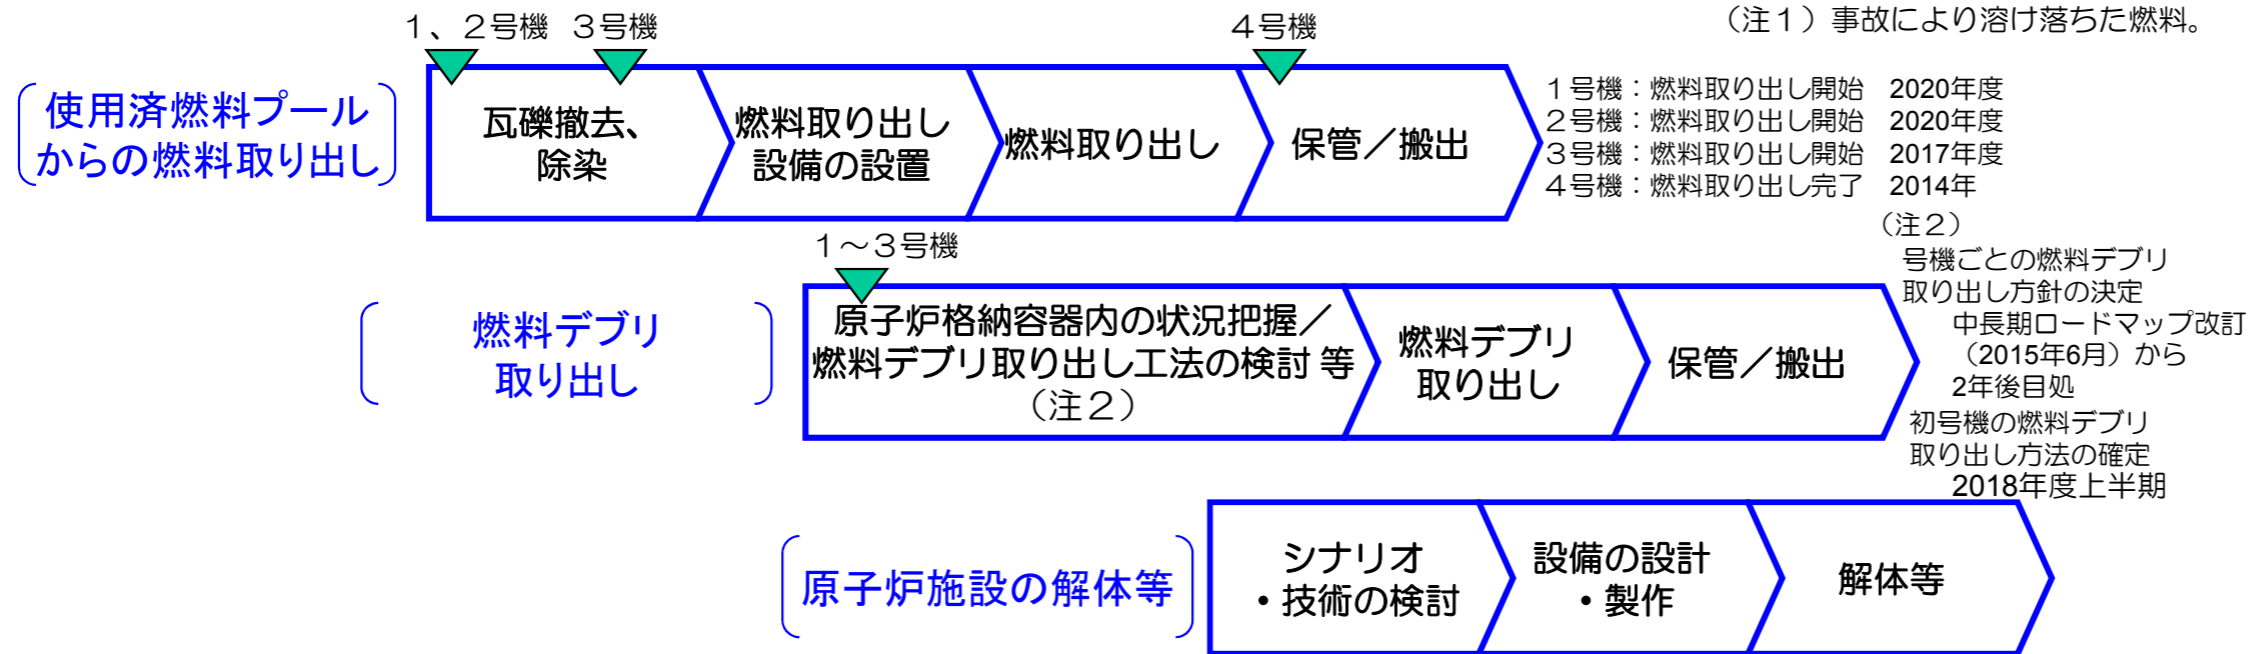 （注１）事故により溶け落ちた燃料。
１、２号機
３号機
４号機
使用済燃料プール
からの燃料取り出し
瓦礫撤去、
除染
燃料取り出し
設備の設置
燃料取り出し
保管／搬出
１号機：燃料取り出し開始　2020年度
２号機：燃料取り出し開始　2020年度
３号機：燃料取り出し開始　2017年度
４号機：燃料取り出し完了　2014年
１～３号機
燃料デブリ
取り出し
原子炉格納容器内の状況把握／
燃料デブリ取り出し工法の検討 等
（注２）
燃料デブリ
取り出し
保管／搬出
（注２）
号機ごとの燃料デブリ
取り出し方針の決定
中長期ロードマップ改訂
（2015年6月）から
2年後目処
初号機の燃料デブリ
取り出し方法の確定
2018年度上半期
原子炉施設の解体等
シナリオ
・技術の検討
設備の設計
・製作
解体等